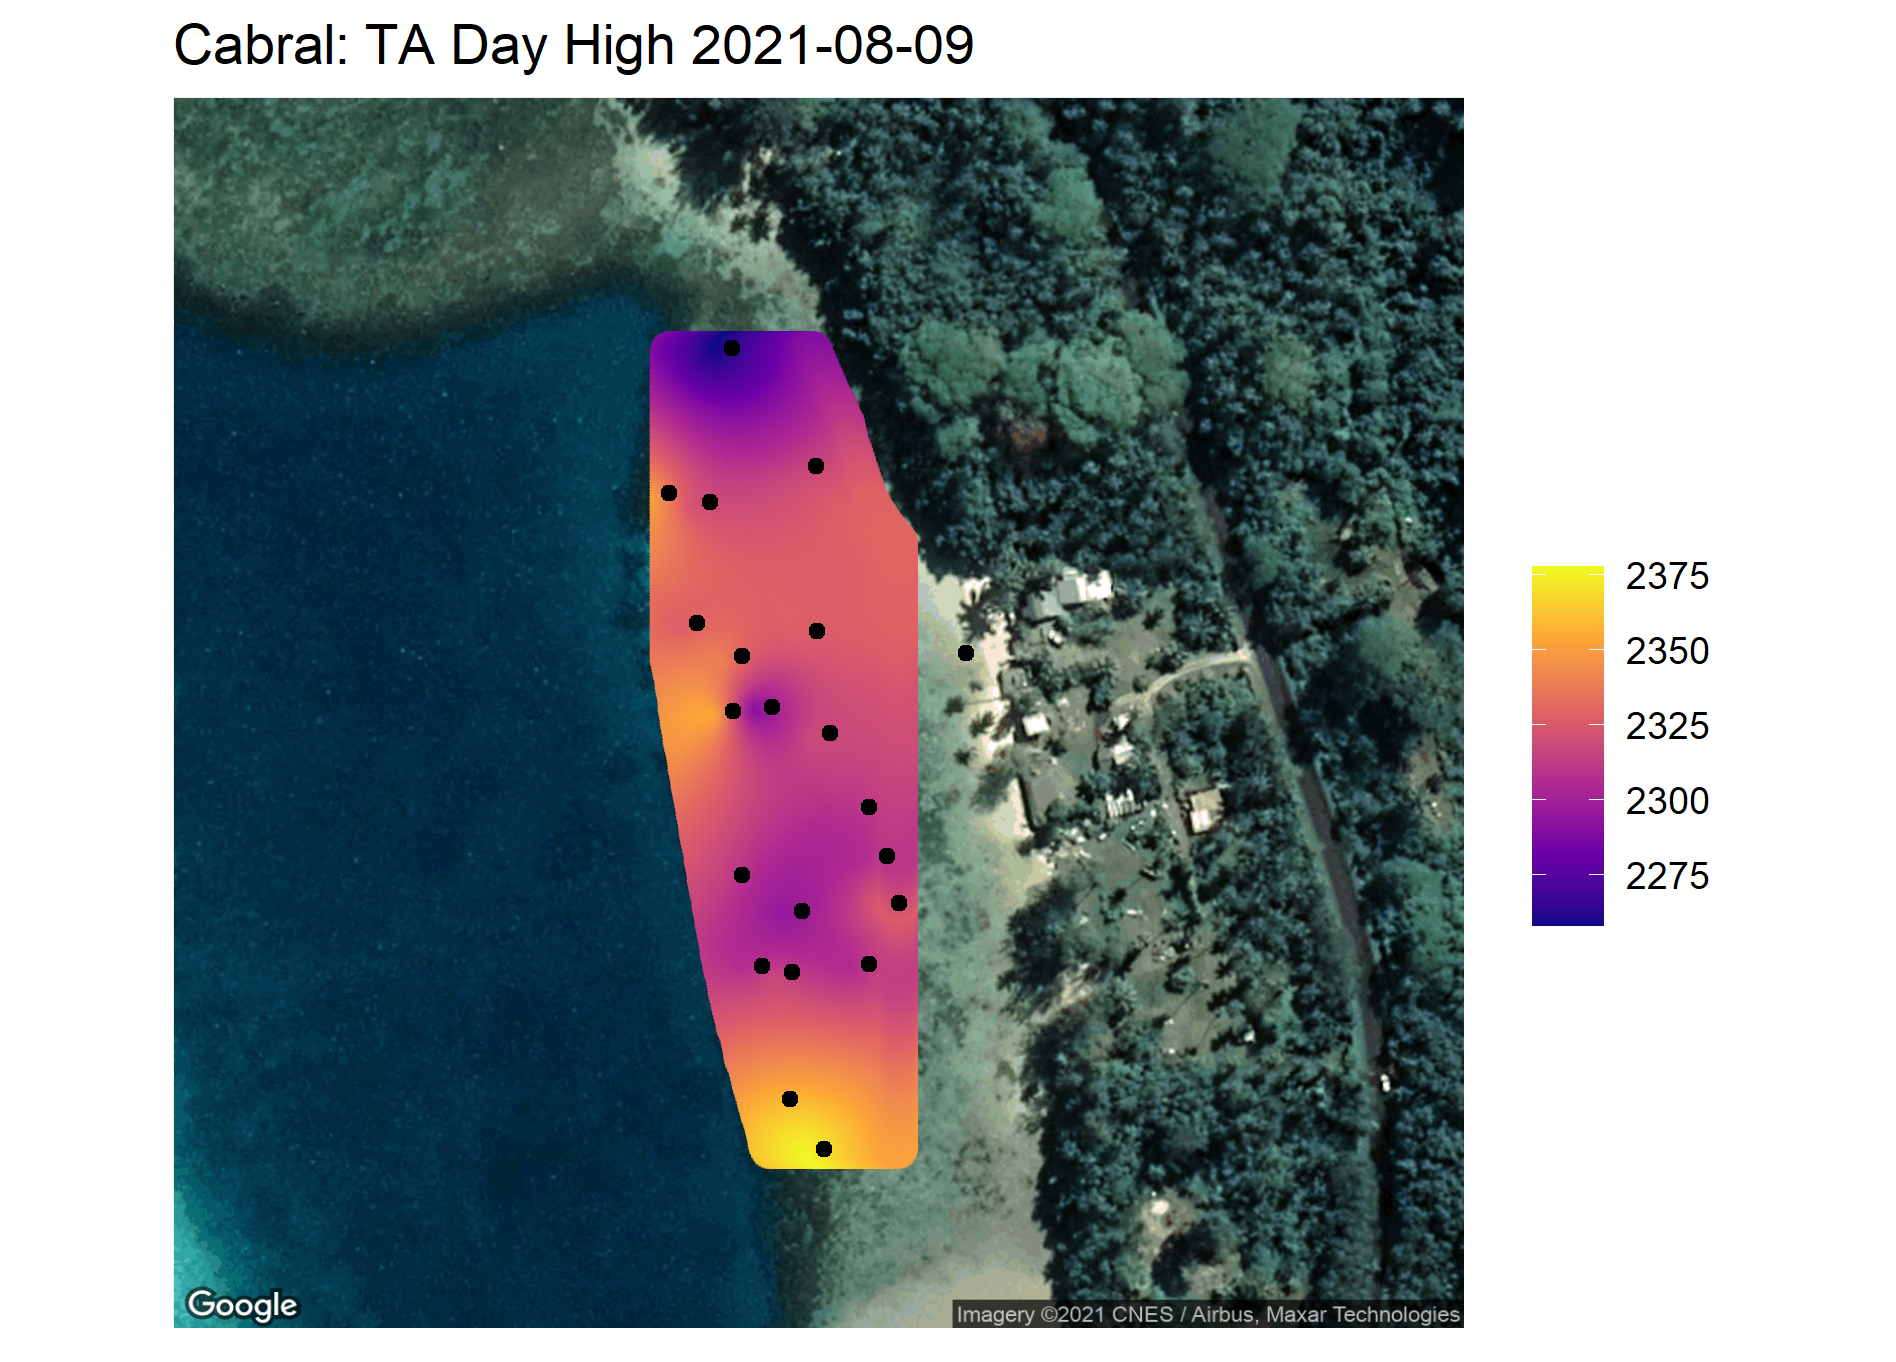 Cabral: TA Day High 2021-08-09
2375
2350
2325
2300
2275
Google
Imagery ©2021 CNES / Airbus, Maxar Technologies